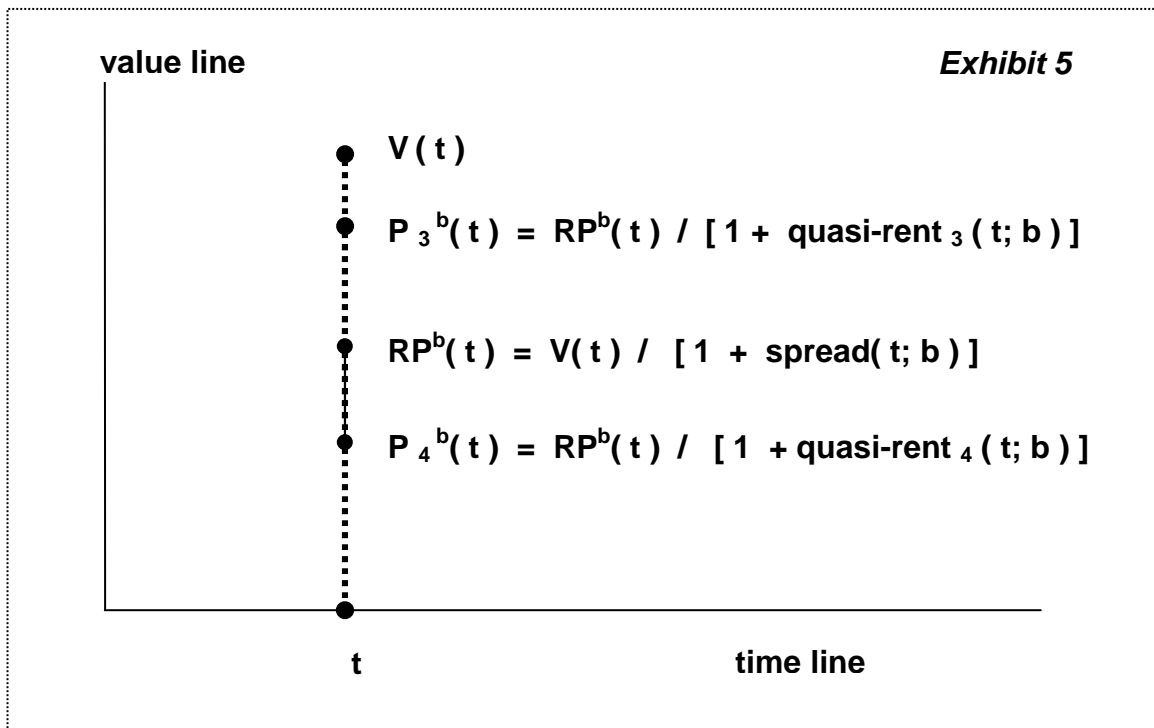 value line
Exhibit 5
V ( t )
P ₃ ᵇ( t ) = RPᵇ( t ) / [ 1 + quasi-rent ₃ ( t; b ) ]
RPᵇ( t ) = V( t ) / [ 1 + spread( t; b ) ]
P ₄ ᵇ( t ) = RPᵇ( t ) / [ 1 + quasi-rent ₄ ( t; b ) ]
t
time line